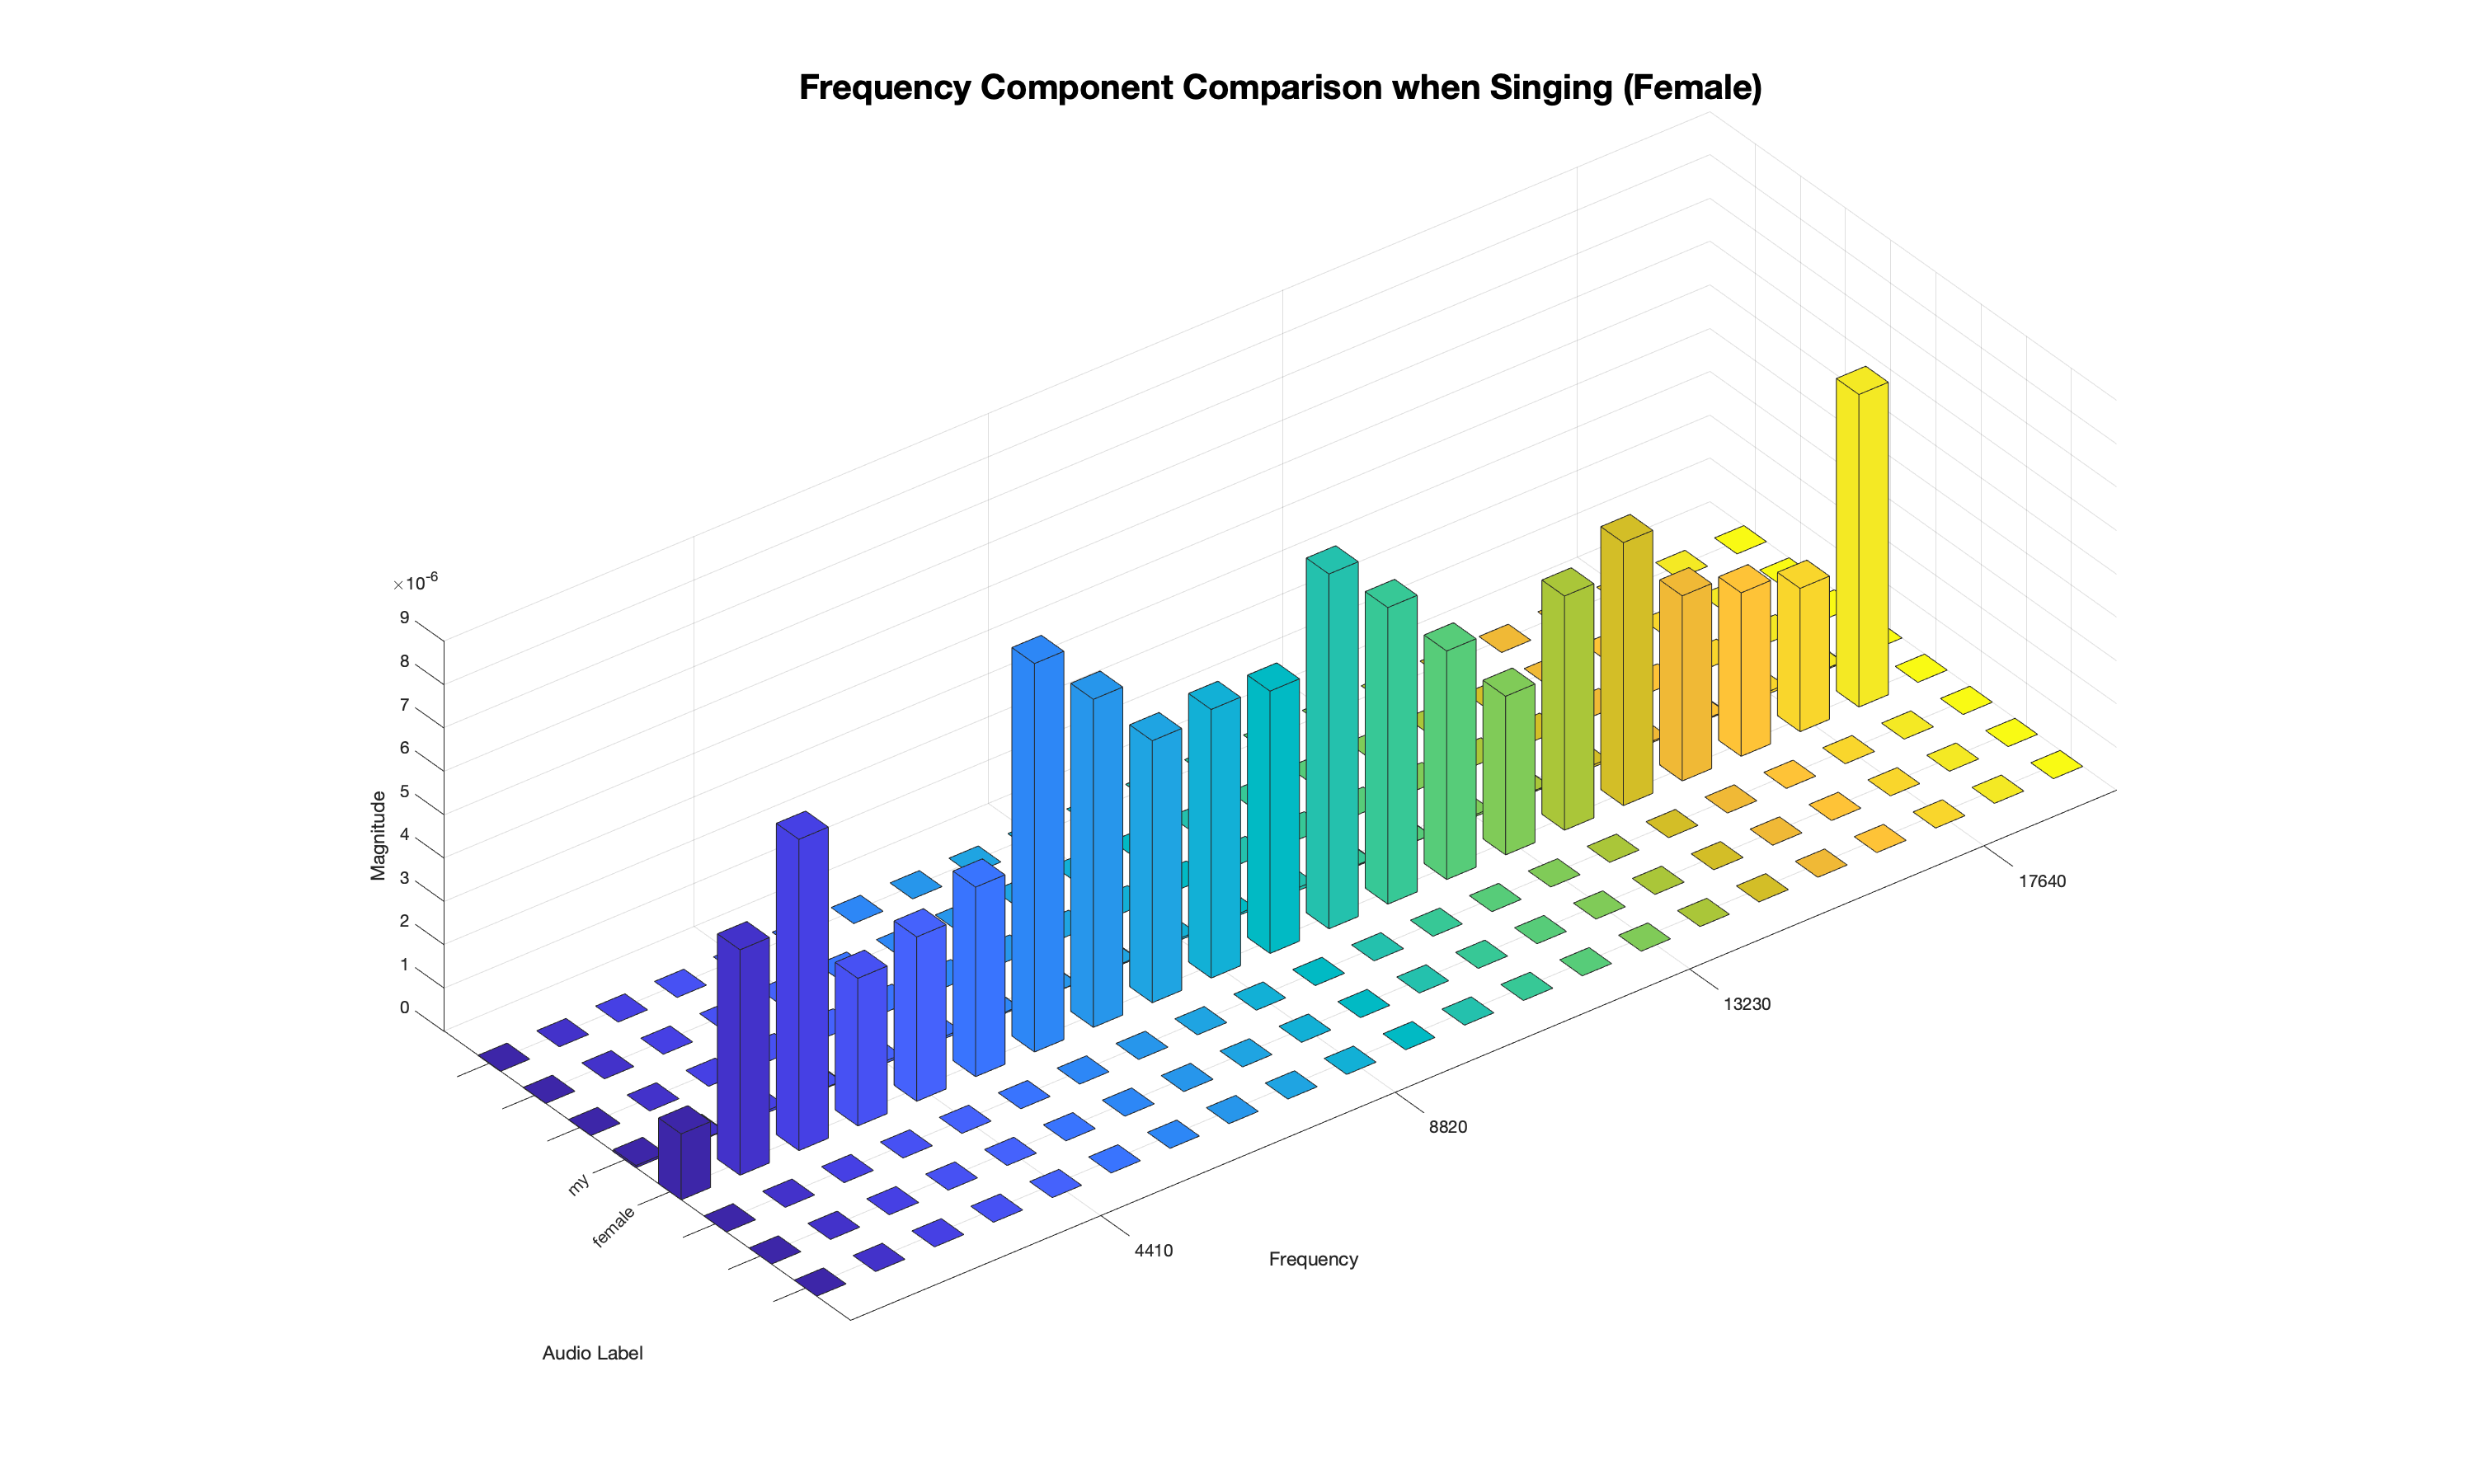 Frequency Component Comparison when Singing (Female)
×10-6
9
8
7
6
5
4
3
2
1
0
Magnitude
my
female
Audio Label
4410
8820
13230
17640
Frequency